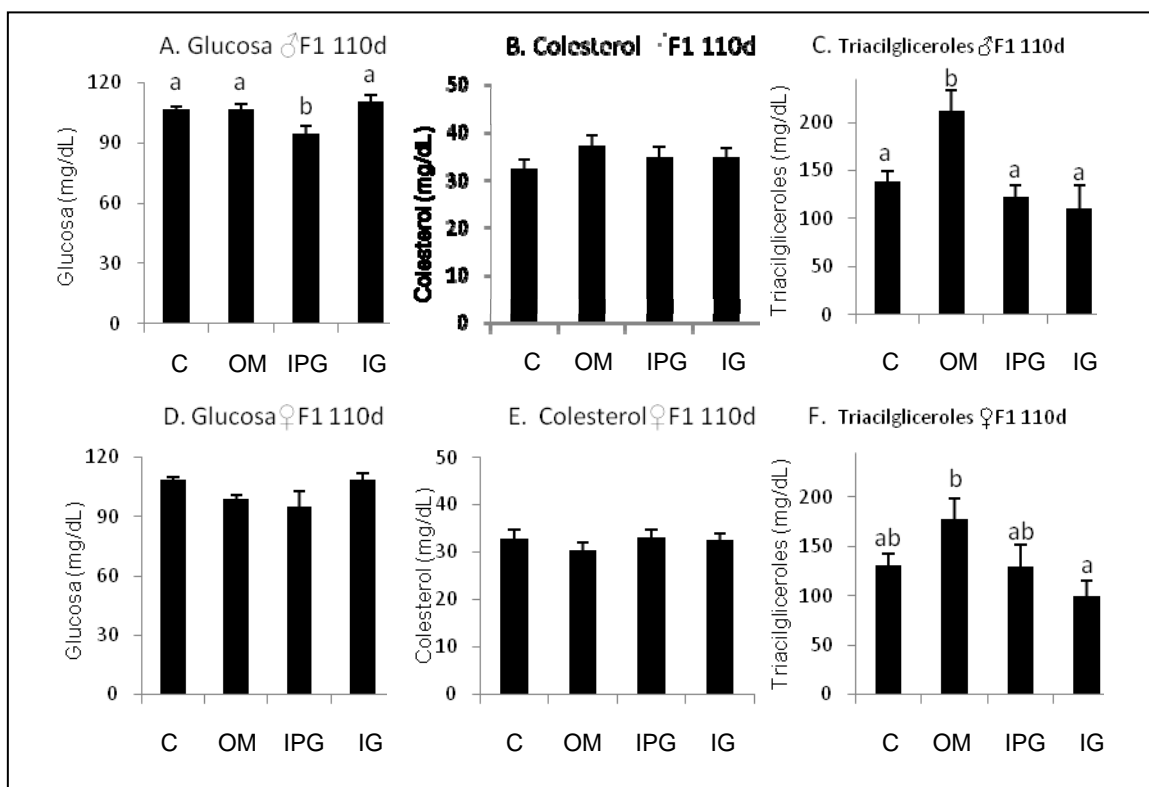 A. Glucosa ♂F1 110d
Glucosa (mg/dL)
120
90
60
30
0
a
a
b
a
C OM IPG IG
B. Colesterol F1 110d
Colesterol (mg/dL)
50
40
30
20
10
0
C OM IPG IG
C. Triacilgliceroles ♂F1 110d
Triacilgliceroles (mg/dL)
200
150
100
50
0
a
b
a
a
C OM IPG IG
D. Glucosa ♀F1 110d
Glucosa (mg/dL)
120
90
60
30
0
C OM IPG IG
E. Colesterol ♀F1 110d
Colesterol (mg/dL)
50
40
30
20
10
0
C OM IPG IG
F. Triacilgliceroles ♀F1 110d
Triacilgliceroles (mg/dL)
200
150
100
50
0
ab
b
ab
a
C OM IPG IG